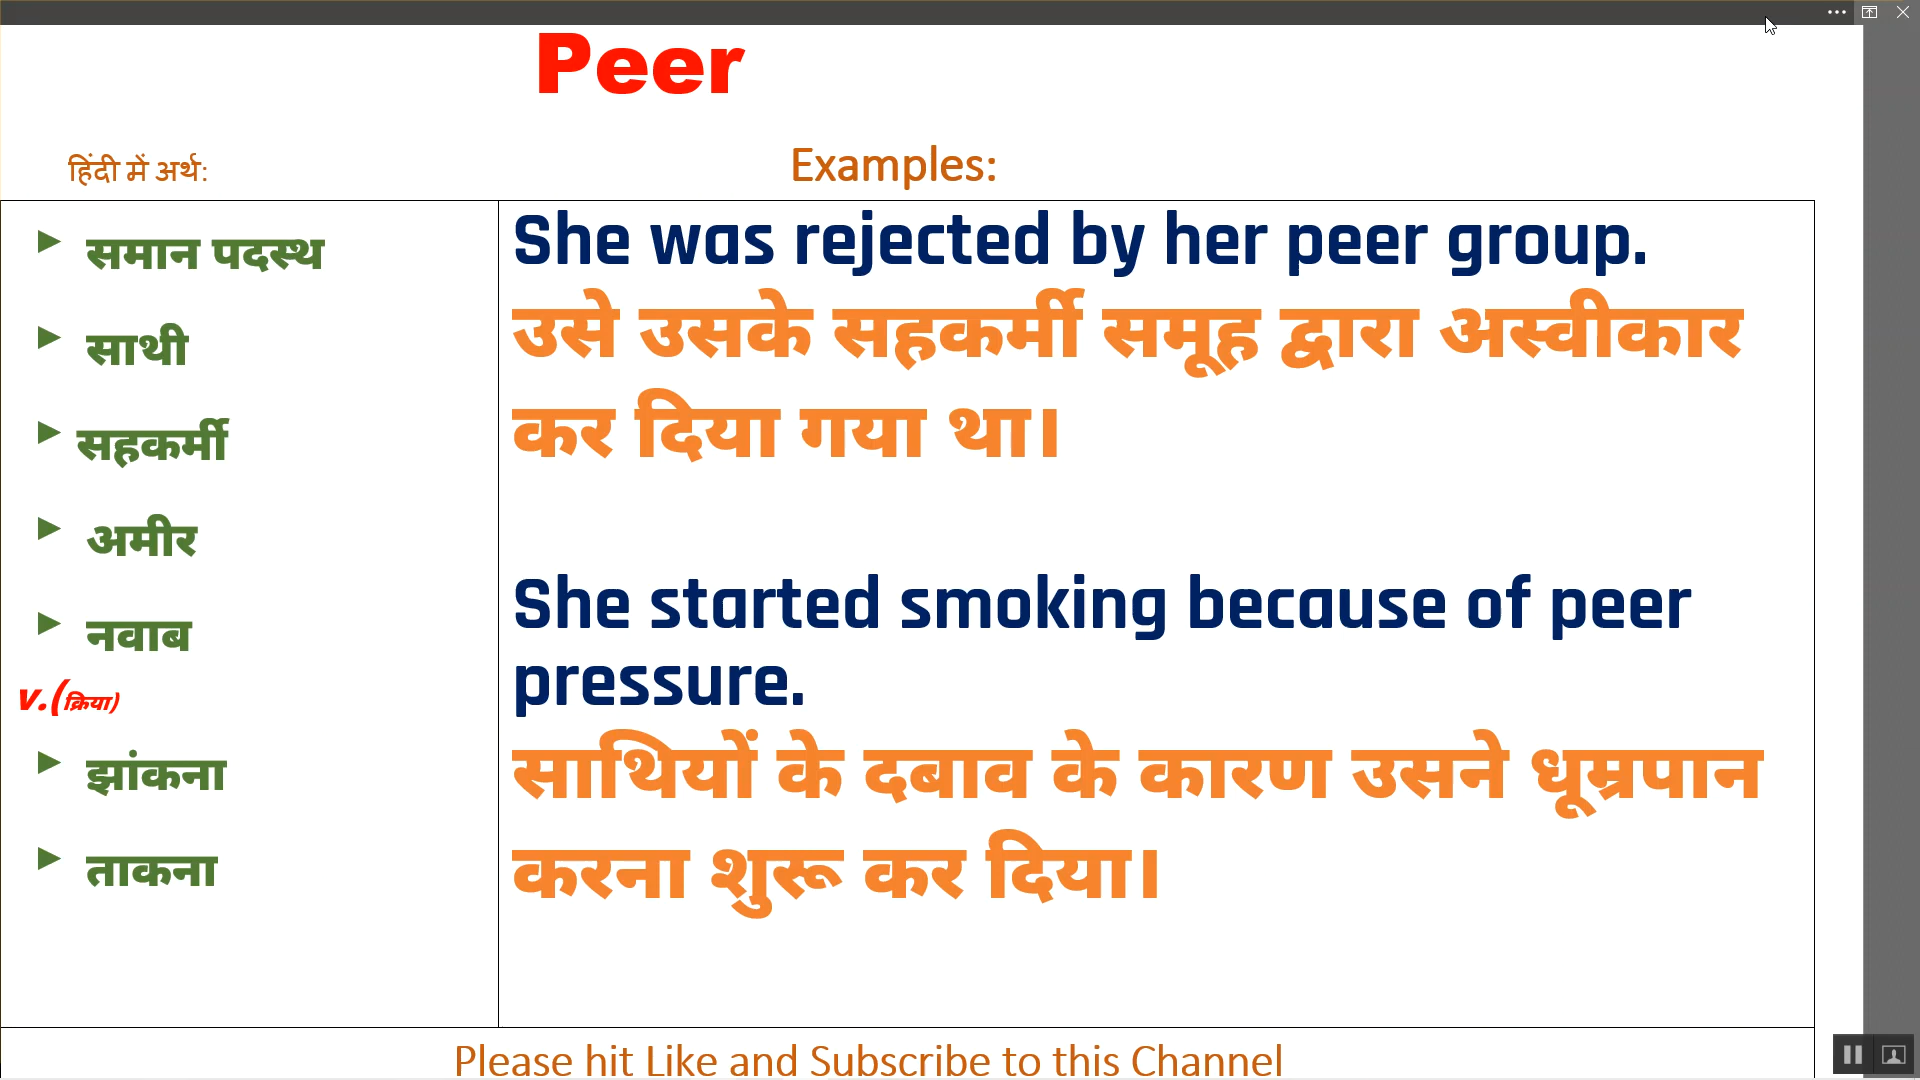 Peer
हिंदी में अर्थ:
Examples:
समान पदस्थ
साथी
सहकर्मी
अमीर
नवाब
v.(क्रिया)
झांकना
ताकना
She was rejected by her peer group.
उसे उसके सहकर्मी समूह द्वारा अस्वीकार
कर दिया गया था।
She started smoking because of peer
pressure.
साथियों के दबाव के कारण उसने धूम्रपान
करना शुरू कर दिया।
Please hit Like and Subscribe to this Channel